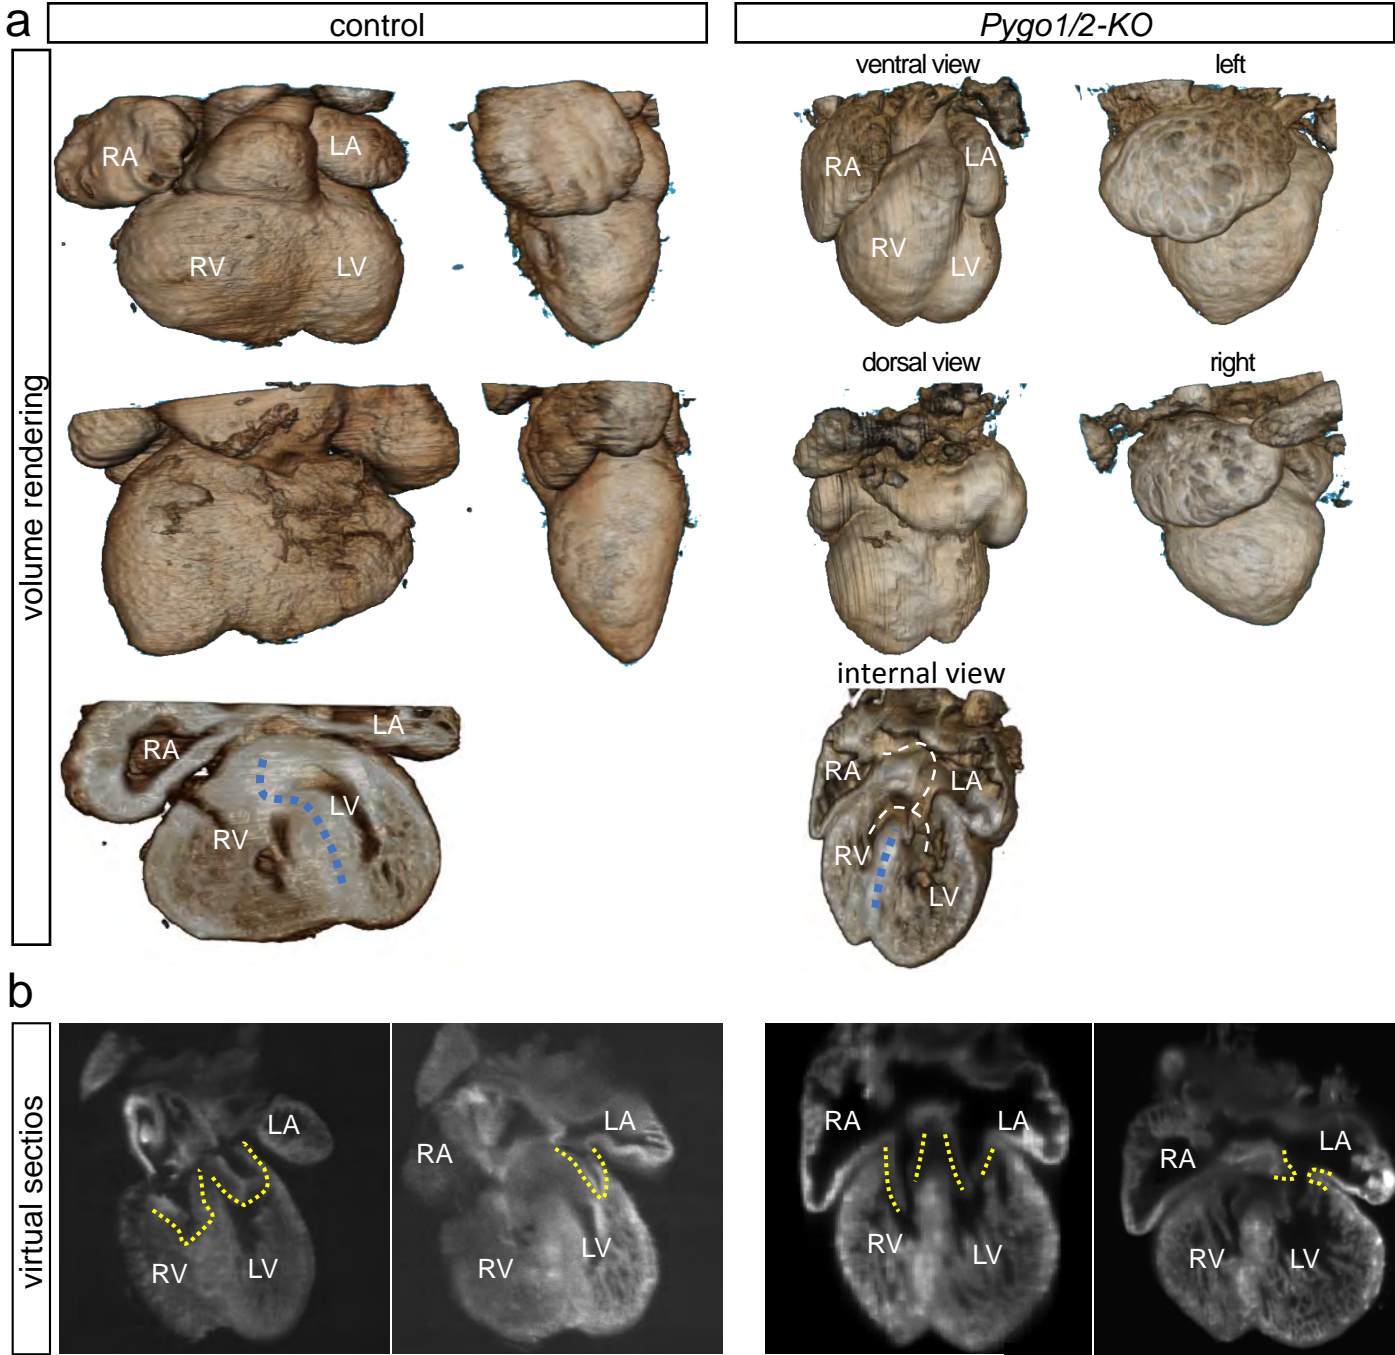 a
control
Pygo1/2-KO
volume rendering
ventral view
left
RA
LA
RV
LV
RA
LA
RV
LV
dorsal view
right
internal view
RA
LA
RV
LV
RA
LA
RV
LV
b
virtual sectios
LA
RV
LV
RA
LA
RV
LV
RA
LA
RV
LV
RA
LA
RV
LV